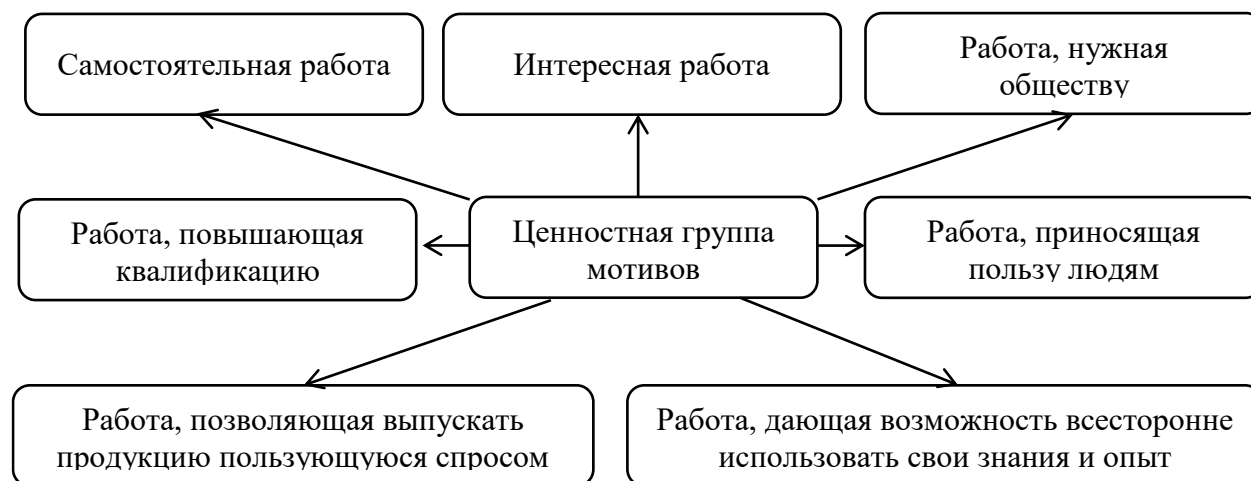 Самостоятельная работа
Интересная работа
Работа, нужная
обществу
Работа, повышающая
квалификацию
Ценностная группа
мотивов
Работа, приносящая
пользу людям
Работа, позволяющая выпускать
продукцию пользующуюся спросом
Работа, дающая возможность всесторонне
использовать свои знания и опыт